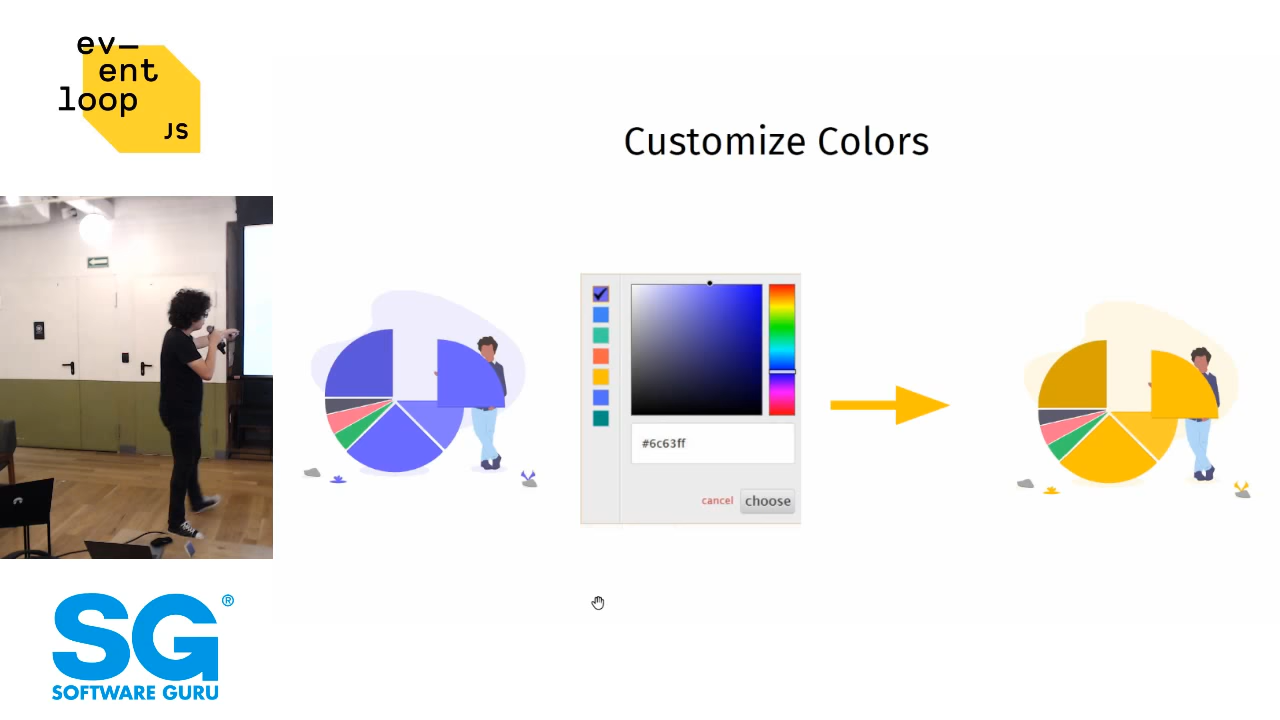 ev—
ent
loop
JS
Customize Colors
#6c63ff
cancel
choose
SG®
SOFTWARE GURU